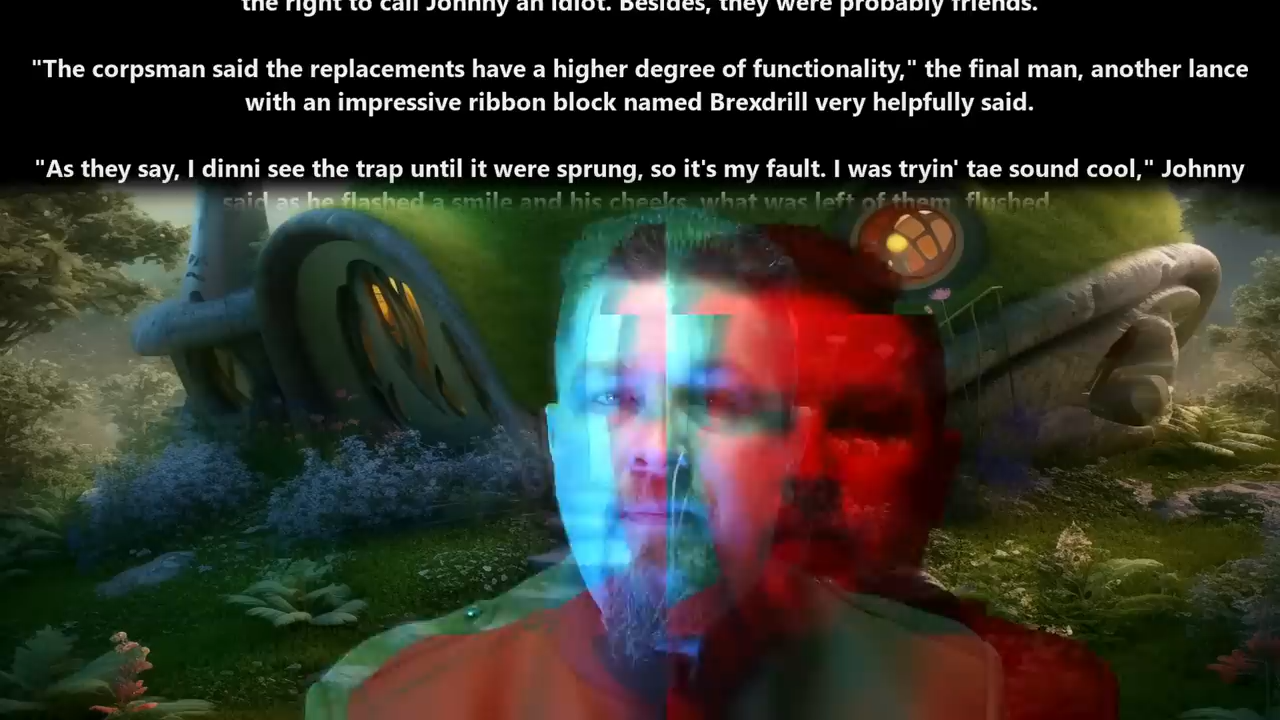 the right to call Johnny an idiot. Besides, they were probably friends.
"The corpsman said the replacements have a higher degree of functionality," the final man, another lance
with an impressive ribbon block named Brexdrill very helpfully said.
"As they say, I dinni see the trap until it were sprung, so it's my fault. I was tryin' tae sound cool," Johnny
said as he flashed a smile and his cheeks, what was left of them, flushed